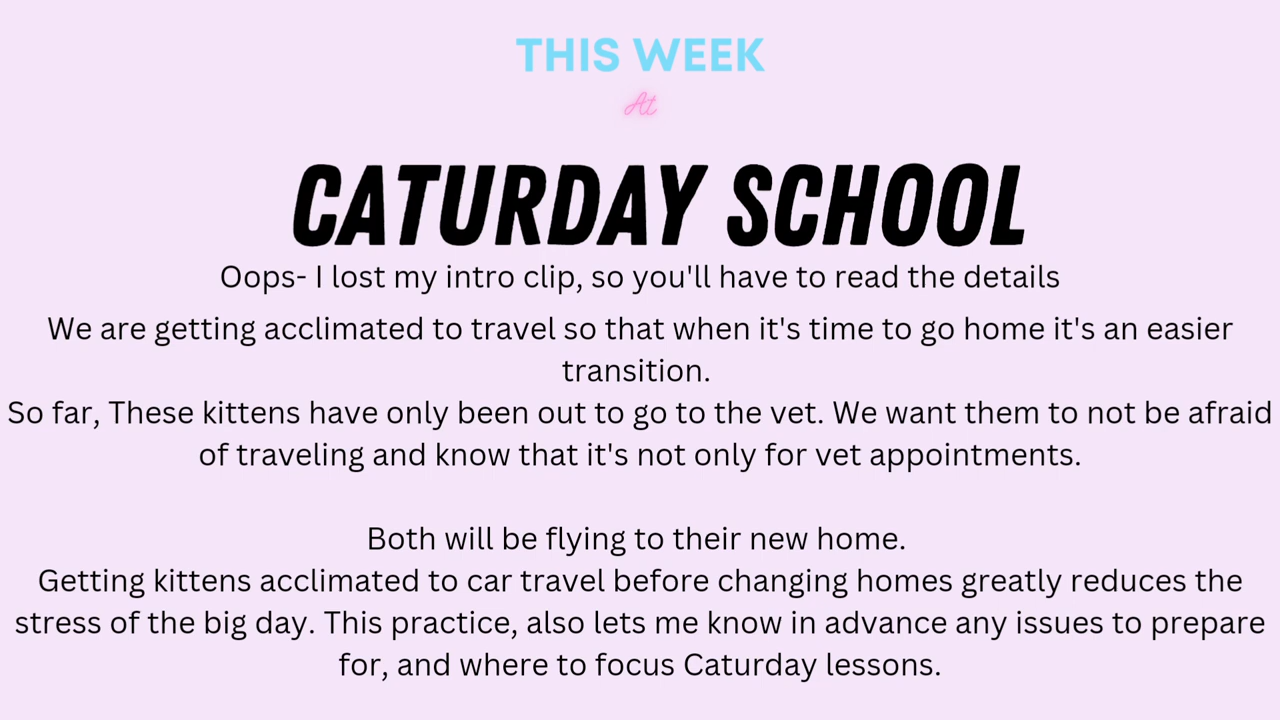 THIS WEEK
At
CATURDAY SCHOOL
Oops- I lost my intro clip, so you'll have to read the details
We are getting acclimated to travel so that when it's time to go home it's an easier
transition.
So far, These kittens have only been out to go to the vet. We want them to not be afraid
of traveling and know that it's not only for vet appointments.
Both will be flying to their new home.
Getting kittens acclimated to car travel before changing homes greatly reduces the
stress of the big day. This practice, also lets me know in advance any issues to prepare
for, and where to focus Caturday lessons.